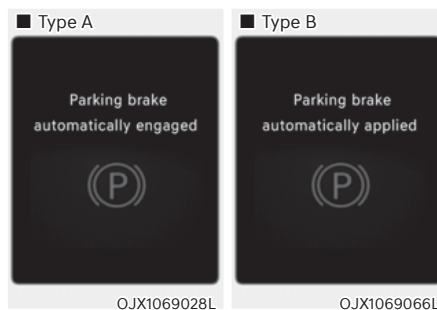 ■ Type A
Parking brake
automatically engaged
P
OJX1069028L
■ Type B
Parking brake
automatically applied
P
OJX1069066L